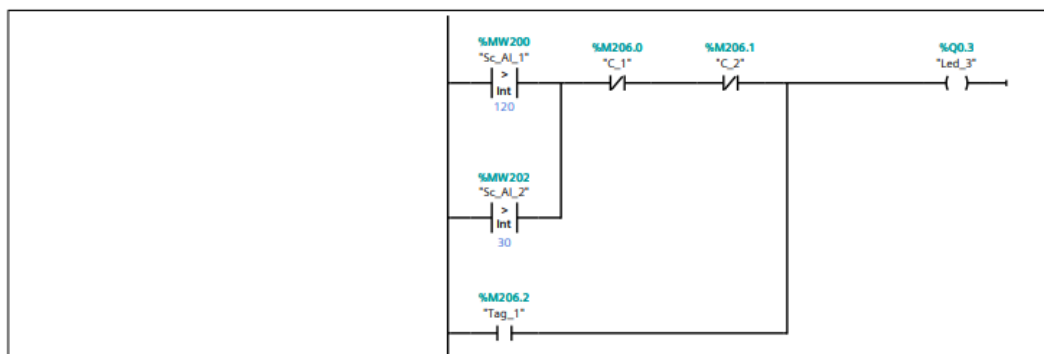 %MW200 %M206.0 %M206.1 %Q0.3
"Sc_AI_1" "C_1" "C_2" "Led_3"
>
Int
120
%MW202
"Sc_AI_2"
>
Int
30
%M206.2
"Tag_1"